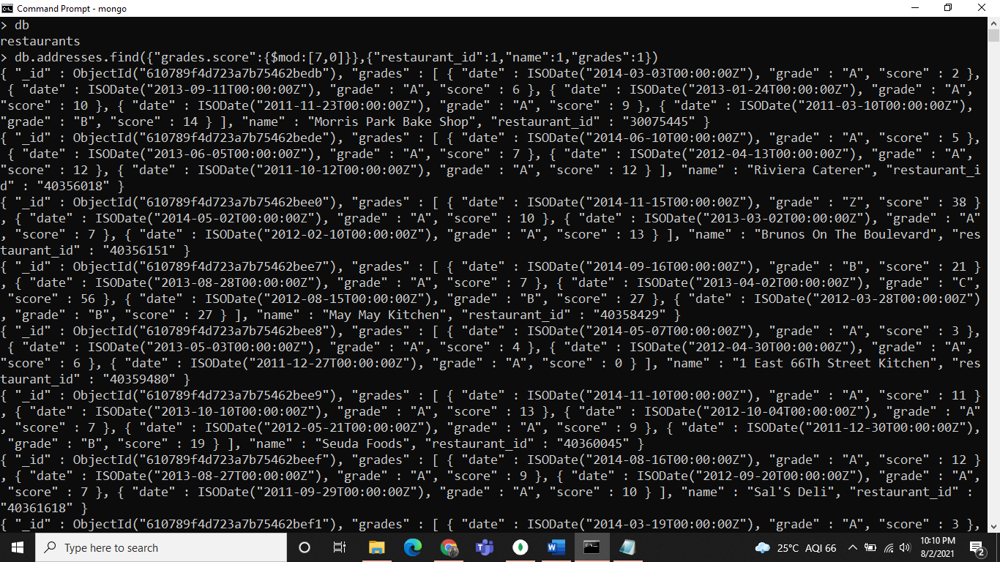 Command Prompt - mongo
> db
restaurants
> db.addresses.find({"grades.score":{$mod:[7,0]}},{"restaurant_id":1,"name":1,"grades":1})
{ "_id" : ObjectId("610789f4d723a7b75462bedb"), "grades" : [ { "date" : ISODate("2014-03-03T00:00:00Z"), "grade" : "A", "score" : 2 },
 { "date" : ISODate("2013-09-11T00:00:00Z"), "grade" : "A", "score" : 6 }, { "date" : ISODate("2013-01-24T00:00:00Z"), "grade" : "A",
"score" : 10 }, { "date" : ISODate("2011-11-23T00:00:00Z"), "grade" : "A", "score" : 9 }, { "date" : ISODate("2011-03-10T00:00:00Z"),
"grade" : "B", "score" : 14 } ], "name" : "Morris Park Bake Shop", "restaurant_id" : "30075445" }
{ "_id" : ObjectId("610789f4d723a7b75462bede"), "grades" : [ { "date" : ISODate("2014-06-10T00:00:00Z"), "grade" : "A", "score" : 5 },
 { "date" : ISODate("2013-06-05T00:00:00Z"), "grade" : "A", "score" : 7 }, { "date" : ISODate("2012-04-13T00:00:00Z"), "grade" : "A",
"score" : 12 }, { "date" : ISODate("2011-10-12T00:00:00Z"), "grade" : "A", "score" : 12 } ], "name" : "Riviera Caterer", "restaurant_i
d" : "40356018" }
{ "_id" : ObjectId("610789f4d723a7b75462bee0"), "grades" : [ { "date" : ISODate("2014-11-15T00:00:00Z"), "grade" : "Z", "score" : 38 }
, { "date" : ISODate("2014-05-02T00:00:00Z"), "grade" : "A", "score" : 10 }, { "date" : ISODate("2013-03-02T00:00:00Z"), "grade" : "A"
, "score" : 7 }, { "date" : ISODate("2012-02-10T00:00:00Z"), "grade" : "A", "score" : 13 } ], "name" : "Brunos On The Boulevard", "res
taurant_id" : "40356151" }
{ "_id" : ObjectId("610789f4d723a7b75462bee7"), "grades" : [ { "date" : ISODate("2014-09-16T00:00:00Z"), "grade" : "B", "score" : 21 }
, { "date" : ISODate("2013-08-28T00:00:00Z"), "grade" : "A", "score" : 7 }, { "date" : ISODate("2013-04-02T00:00:00Z"), "grade" : "C",
 "score" : 56 }, { "date" : ISODate("2012-08-15T00:00:00Z"), "grade" : "B", "score" : 27 }, { "date" : ISODate("2012-03-28T00:00:00Z")
, "grade" : "B", "score" : 27 } ], "name" : "May May Kitchen", "restaurant_id" : "40358429" }
{ "_id" : ObjectId("610789f4d723a7b75462bee8"), "grades" : [ { "date" : ISODate("2014-05-07T00:00:00Z"), "grade" : "A", "score" : 3 },
 { "date" : ISODate("2013-05-03T00:00:00Z"), "grade" : "A", "score" : 4 }, { "date" : ISODate("2012-04-30T00:00:00Z"), "grade" : "A",
"score" : 6 }, { "date" : ISODate("2011-12-27T00:00:00Z"), "grade" : "A", "score" : 0 } ], "name" : "1 East 66Th Street Kitchen", "res
taurant_id" : "40359480" }
{ "_id" : ObjectId("610789f4d723a7b75462bee9"), "grades" : [ { "date" : ISODate("2014-11-10T00:00:00Z"), "grade" : "A", "score" : 11 }
, { "date" : ISODate("2013-10-10T00:00:00Z"), "grade" : "A", "score" : 13 }, { "date" : ISODate("2012-10-04T00:00:00Z"), "grade" : "A"
, "score" : 7 }, { "date" : ISODate("2012-05-21T00:00:00Z"), "grade" : "A", "score" : 9 }, { "date" : ISODate("2011-12-30T00:00:00Z"),
 "grade" : "B", "score" : 19 } ], "name" : "Seuda Foods", "restaurant_id" : "40360045" }
{ "_id" : ObjectId("610789f4d723a7b75462beef"), "grades" : [ { "date" : ISODate("2014-08-16T00:00:00Z"), "grade" : "A", "score" : 12 }
, { "date" : ISODate("2013-08-27T00:00:00Z"), "grade" : "A", "score" : 9 }, { "date" : ISODate("2012-09-20T00:00:00Z"), "grade" : "A",
 "score" : 7 }, { "date" : ISODate("2011-09-29T00:00:00Z"), "grade" : "A", "score" : 10 } ], "name" : "Sal'S Deli", "restaurant_id" :
"40361618" }
{ "_id" : ObjectId("610789f4d723a7b75462bef1"), "grades" : [ { "date" : ISODate("2014-03-19T00:00:00Z"), "grade" : "A", "score" : 3 },
Type here to search
25°C AQI 66
10:10 PM
8/2/2021
2